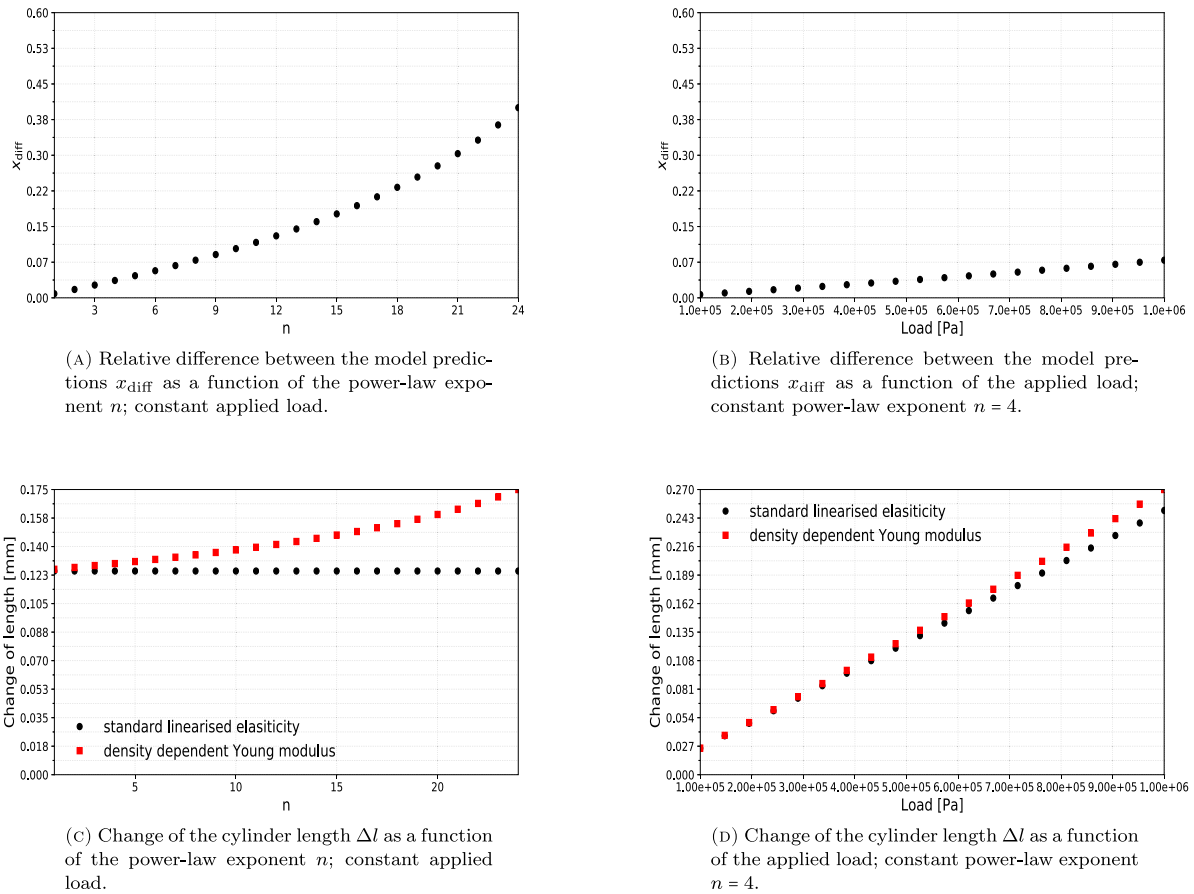 0.60
0.53
0.45
0.38
0.30
0.22
0.15
0.07
0.00
x_diff
3 6 9 12 15 18 21 24
n
(A) Relative difference between the model predic-
tions x_diff as a function of the power-law expo-
nent n; constant applied load.
0.60
0.53
0.45
0.38
0.30
0.22
0.15
0.07
0.00
x_diff
1.0e+05 2.0e+05 3.0e+05 4.0e+05 5.0e+05 6.0e+05 7.0e+05 8.0e+05 9.0e+05 1.0e+06
Load [Pa]
(B) Relative difference between the model pre-
dictions x_diff as a function of the applied load;
constant power-law exponent n = 4.
0.175
0.158
0.140
0.123
0.105
0.088
0.070
0.053
0.035
0.018
0.000
Change of length [mm]
standard linearised elasiticity
density dependent Young modulus
5 10 15 20
n
(C) Change of the cylinder length Δl as a function
of the power-law exponent n; constant applied
load.
0.270
0.243
0.216
0.189
0.162
0.135
0.108
0.081
0.054
0.027
0.000
Change of length [mm]
standard linearised elasiticity
density dependent Young modulus
1.00e+05 2.00e+05 3.00e+05 4.00e+05 5.00e+05 6.00e+05 7.00e+05 8.00e+05 9.00e+05 1.00e+06
Load [Pa]
(D) Change of the cylinder length Δl as a function
of the applied load; constant power-law exponent
n = 4.